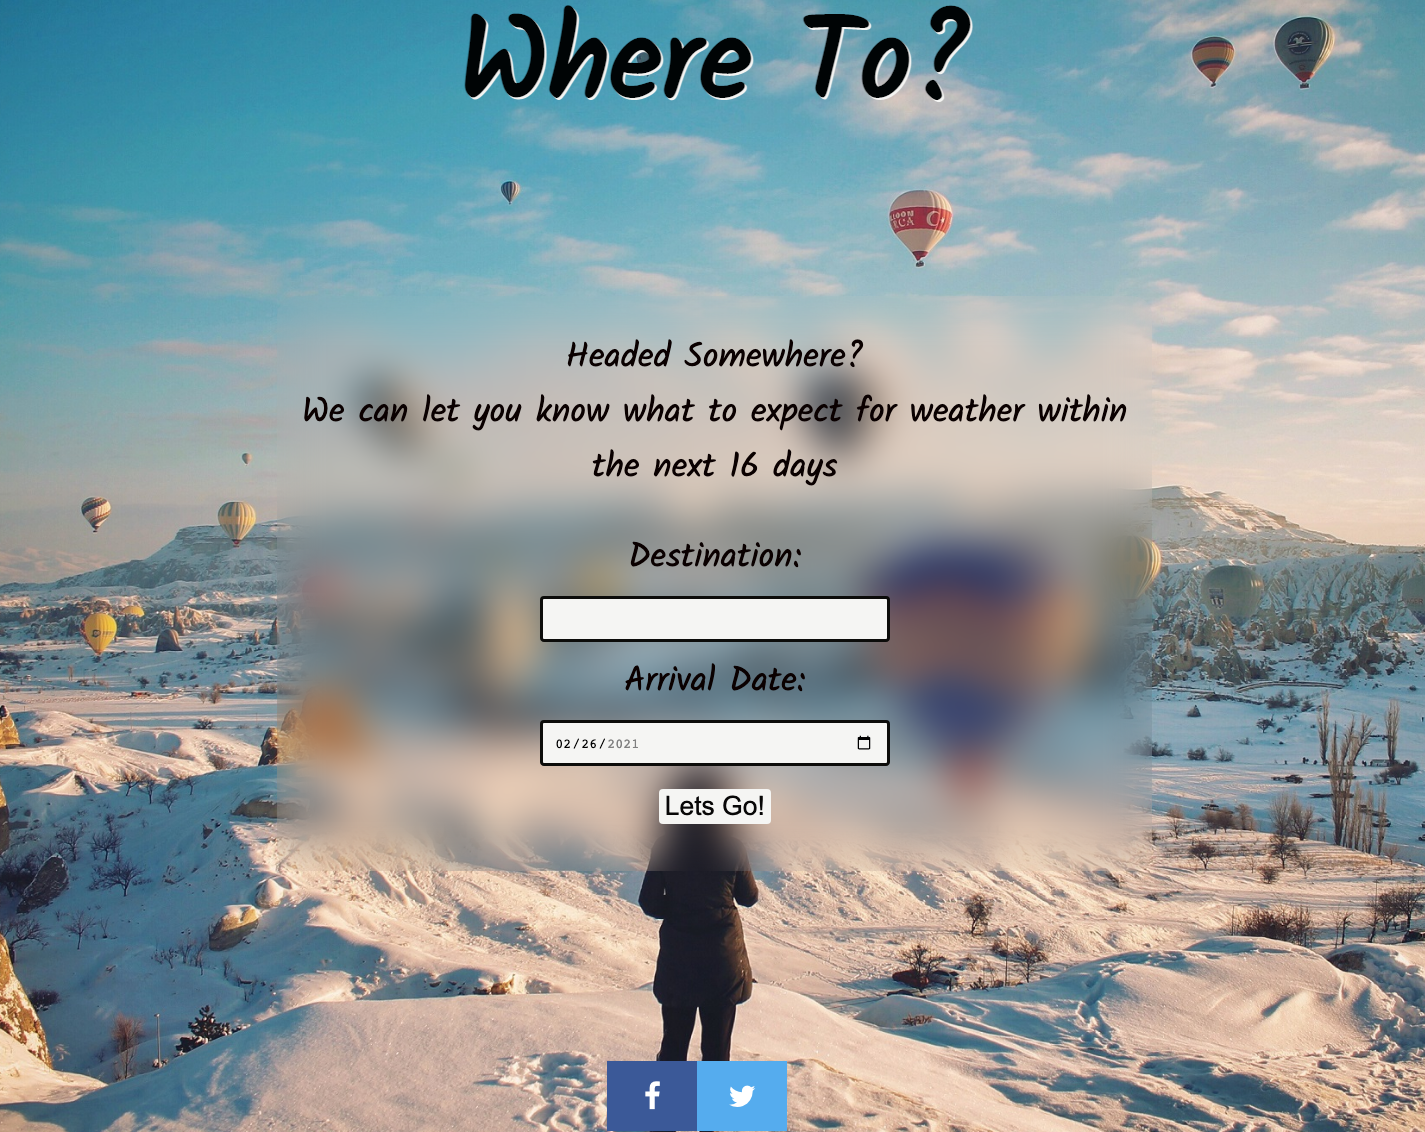 Where To?
Headed Somewhere?
We can let you know what to expect for weather within
the next 16 days
Destination:
Arrival Date:
02/26/2021
Lets Go!